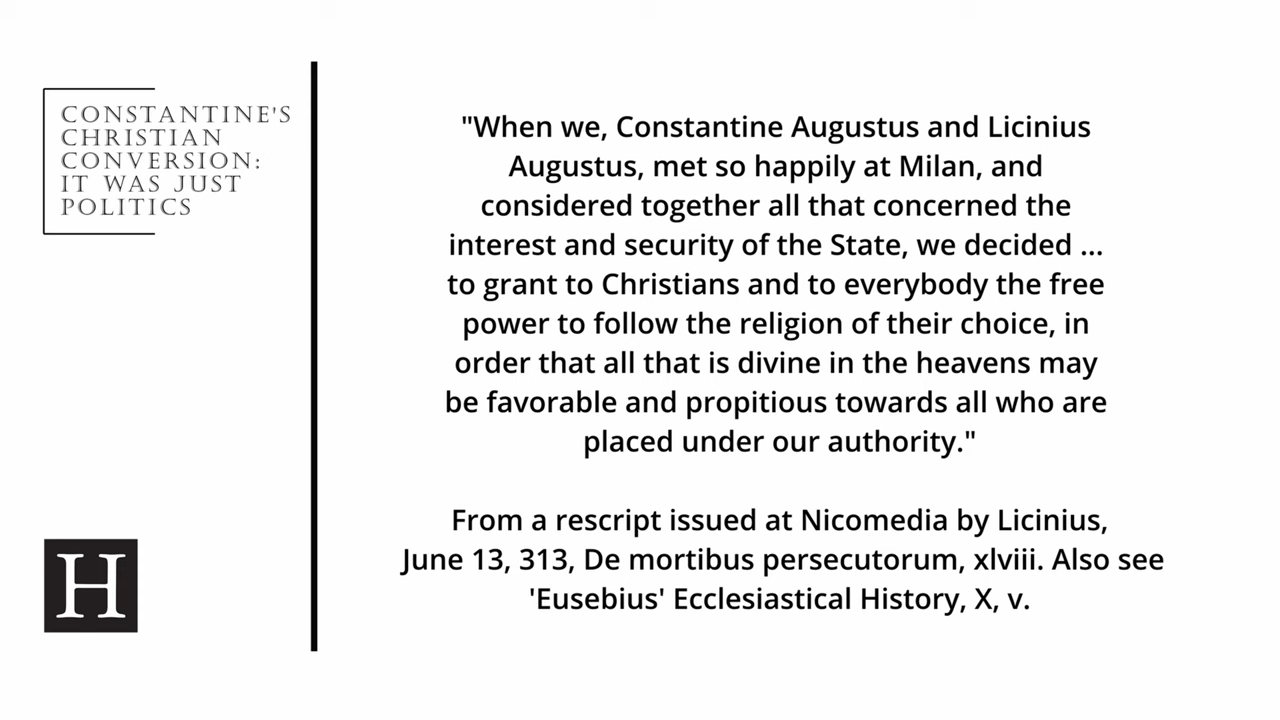 CONSTANTINE'S
CHRISTIAN
CONVERSION:
IT WAS JUST
POLITICS
"When we, Constantine Augustus and Licinius
Augustus, met so happily at Milan, and
considered together all that concerned the
interest and security of the State, we decided ...
to grant to Christians and to everybody the free
power to follow the religion of their choice, in
order that all that is divine in the heavens may
be favorable and propitious towards all who are
placed under our authority."
From a rescript issued at Nicomedia by Licinius,
June 13, 313, De mortibus persecutorum, xlviii. Also see
'Eusebius' Ecclesiastical History, X, v.
H